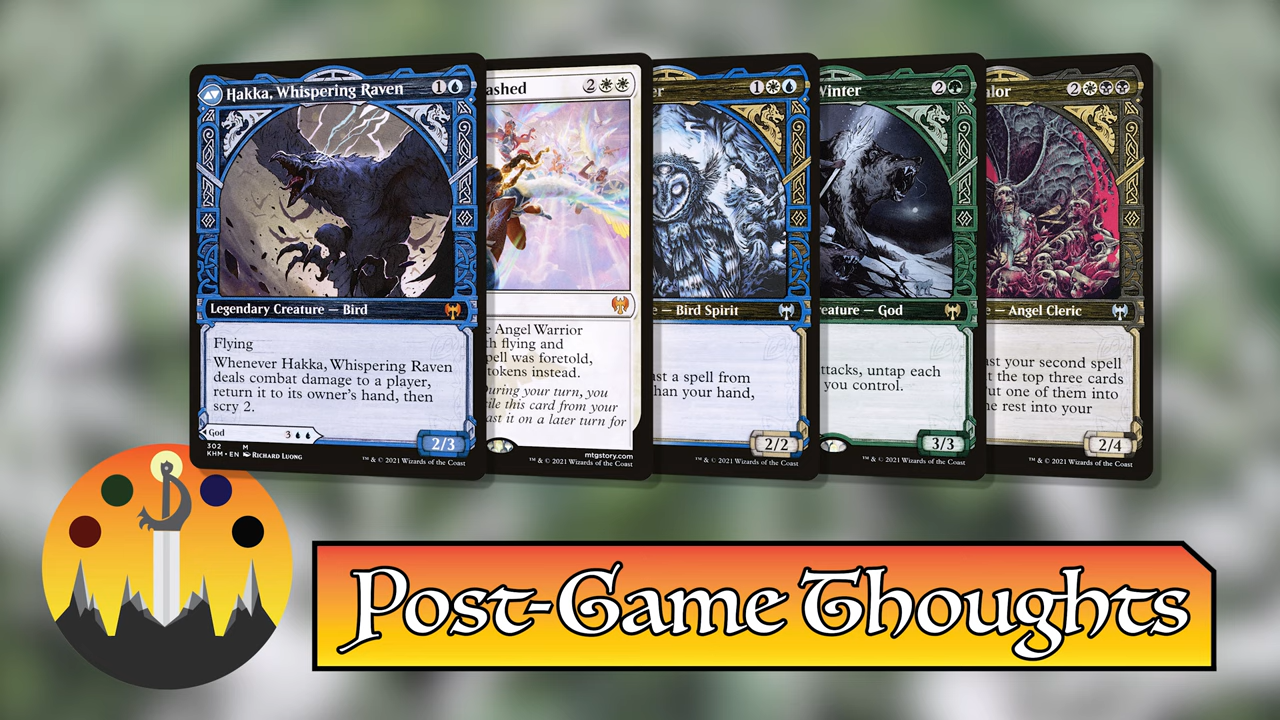 Hakka, Whispering Raven 1
Legendary Creature — Bird
Flying
Whenever Hakka, Whispering Raven
deals combat damage to a player,
return it to its owner's hand, then
scry 2.
God 3
2/3
302 M
KHM • EN Richard Luong
™ & © 2021 Wizards of the Coast
ashed 2
e Angel Warrior
th flying and
pell was foretold,
tokens instead.
During your turn, you
ile this card from your
ast it on a later turn for
mtgstory.com
™ & © 2021 Wizards of the Coast
er 1
e — Bird Spirit
ast a spell from
han your hand,
2/2
™ & © 2021 Wizards of the Coast
Winter 2
reature — God
ttacks, untap each
you control.
3/3
™ & © 2021 Wizards of the Coast
alor 2
e — Angel Cleric
ast your second spell
t the top three cards
ut one of them into
he rest into your
2/4
™ & © 2021 Wizards of the Coast
Post-Game Thoughts